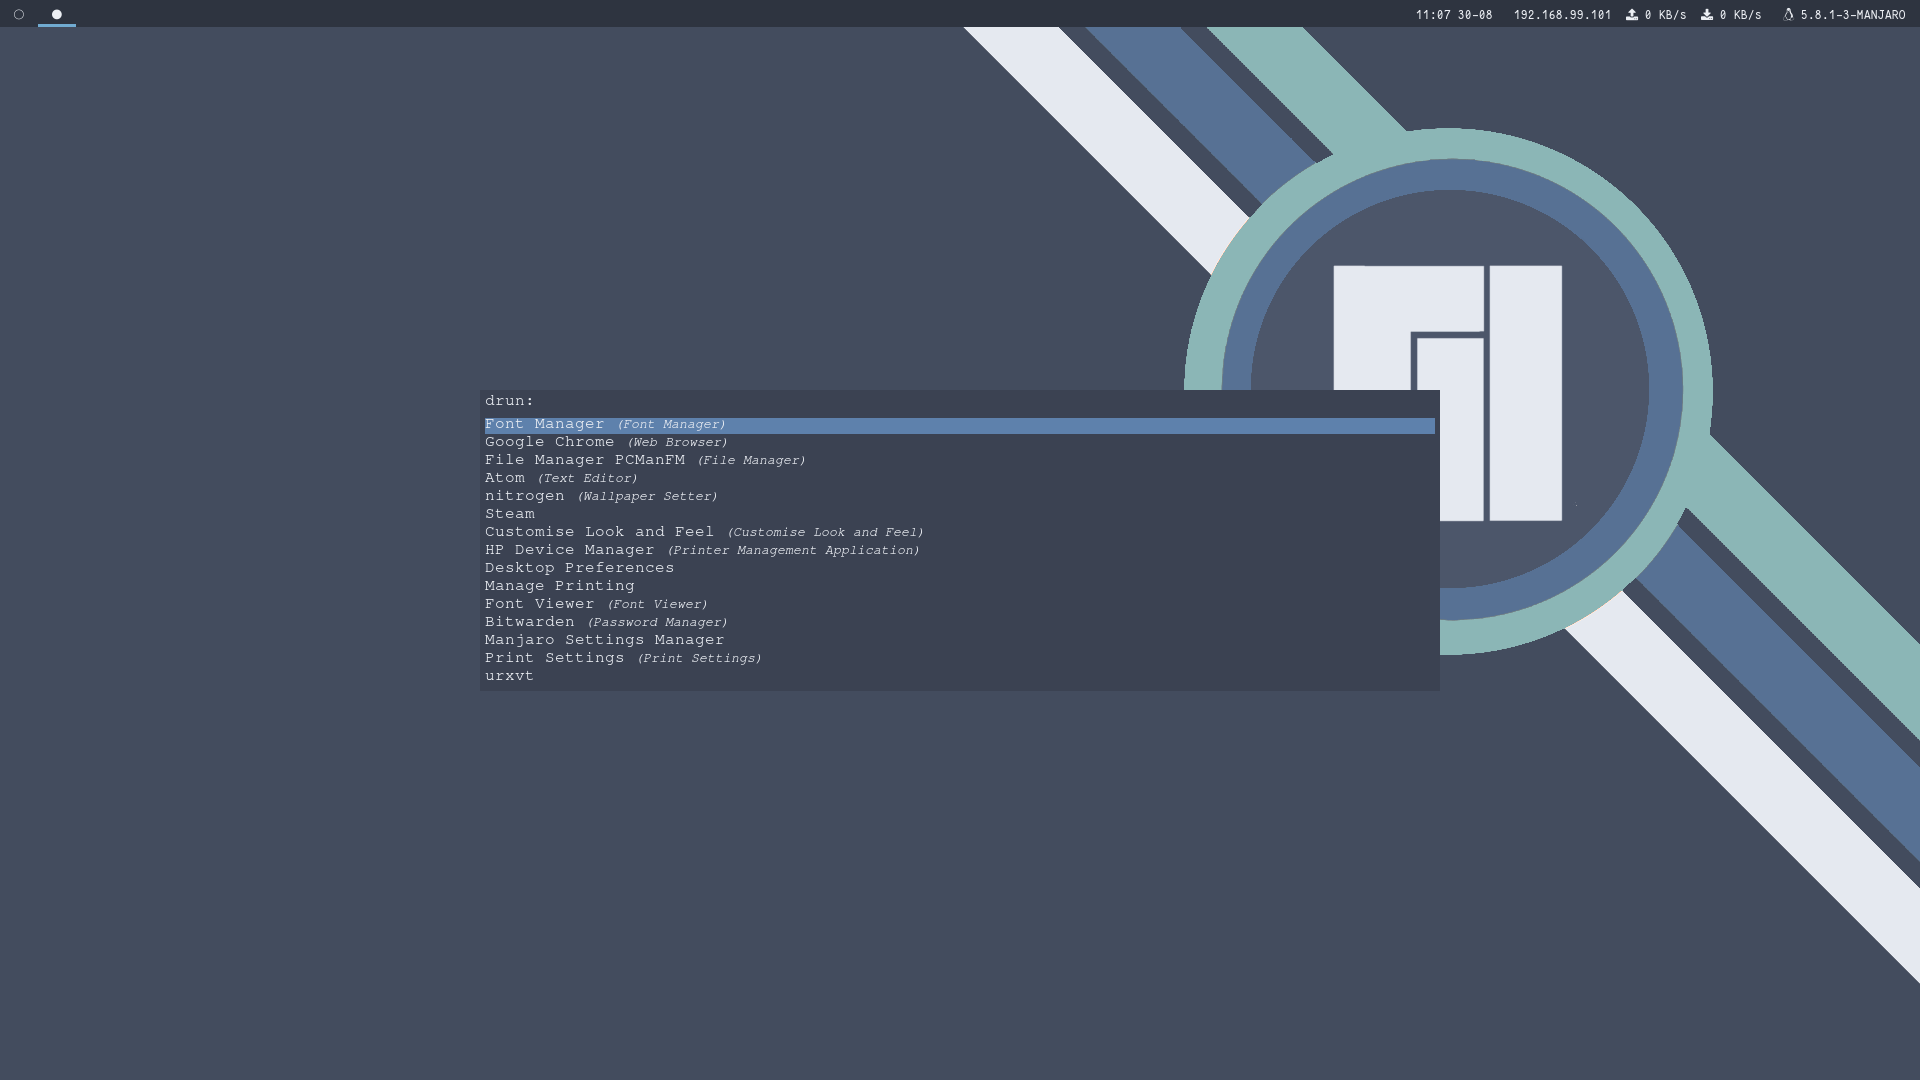 11:07 30-08 192.168.99.101 0 KB/s 0 KB/s 5.8.1-3-MANJARO
drun:
Font Manager (Font Manager)
Google Chrome (Web Browser)
File Manager PCManFM (File Manager)
Atom (Text Editor)
nitrogen (Wallpaper Setter)
Steam
Customise Look and Feel (Customise Look and Feel)
HP Device Manager (Printer Management Application)
Desktop Preferences
Manage Printing
Font Viewer (Font Viewer)
Bitwarden (Password Manager)
Manjaro Settings Manager
Print Settings (Print Settings)
urxvt